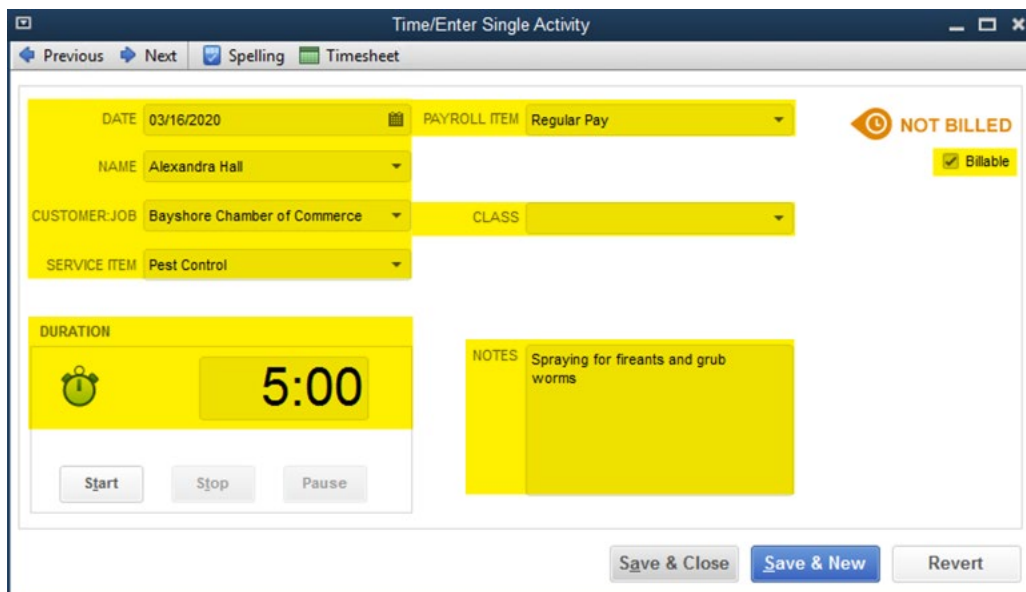 Time/Enter Single Activity
Previous Next Spelling Timesheet
DATE 03/16/2020 PAYROLL ITEM Regular Pay
NOT BILLED
NAME Alexandra Hall
Billable
CUSTOMER:JOB Bayshore Chamber of Commerce CLASS
SERVICE ITEM Pest Control
DURATION
5:00
NOTES Spraying for fireants and grub
worms
Start Stop Pause
Save & Close Save & New Revert